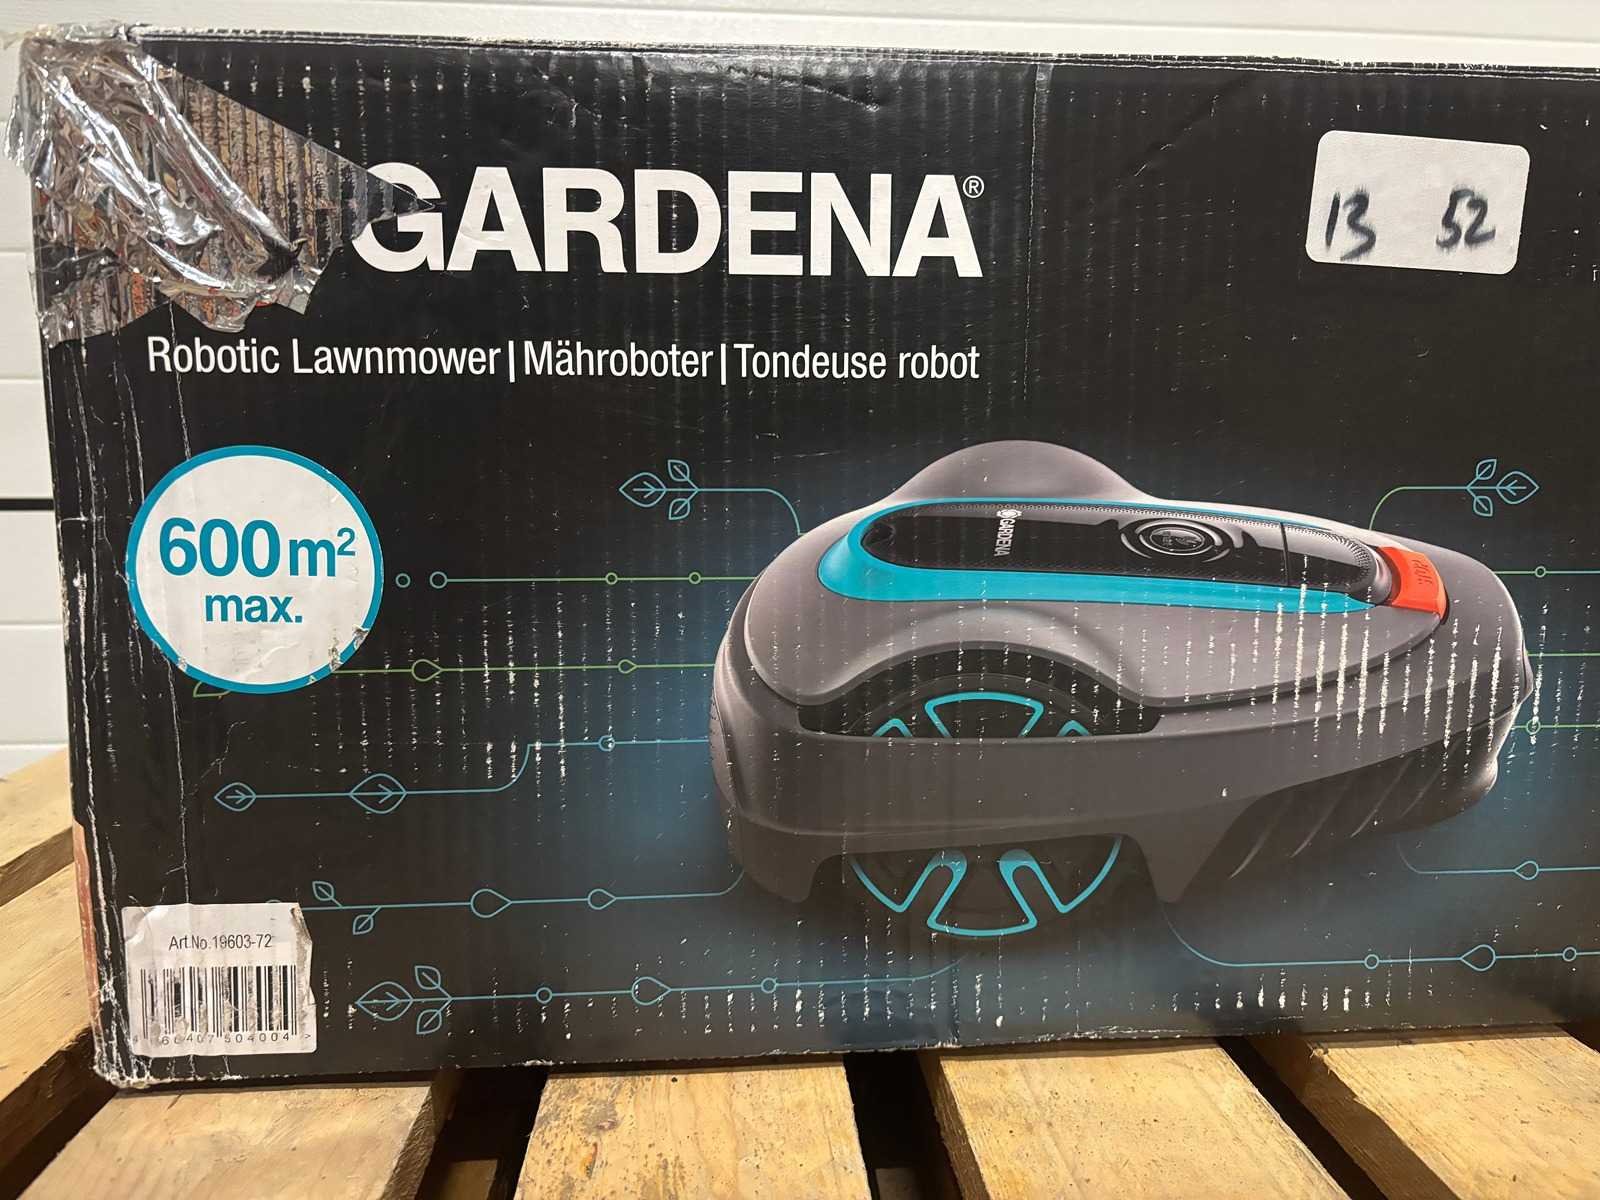 GARDENA®
13 52
Robotic Lawnmower | Mähroboter | Tondeuse robot
600 m²
max.
GARDENA
Art.No.19603-72